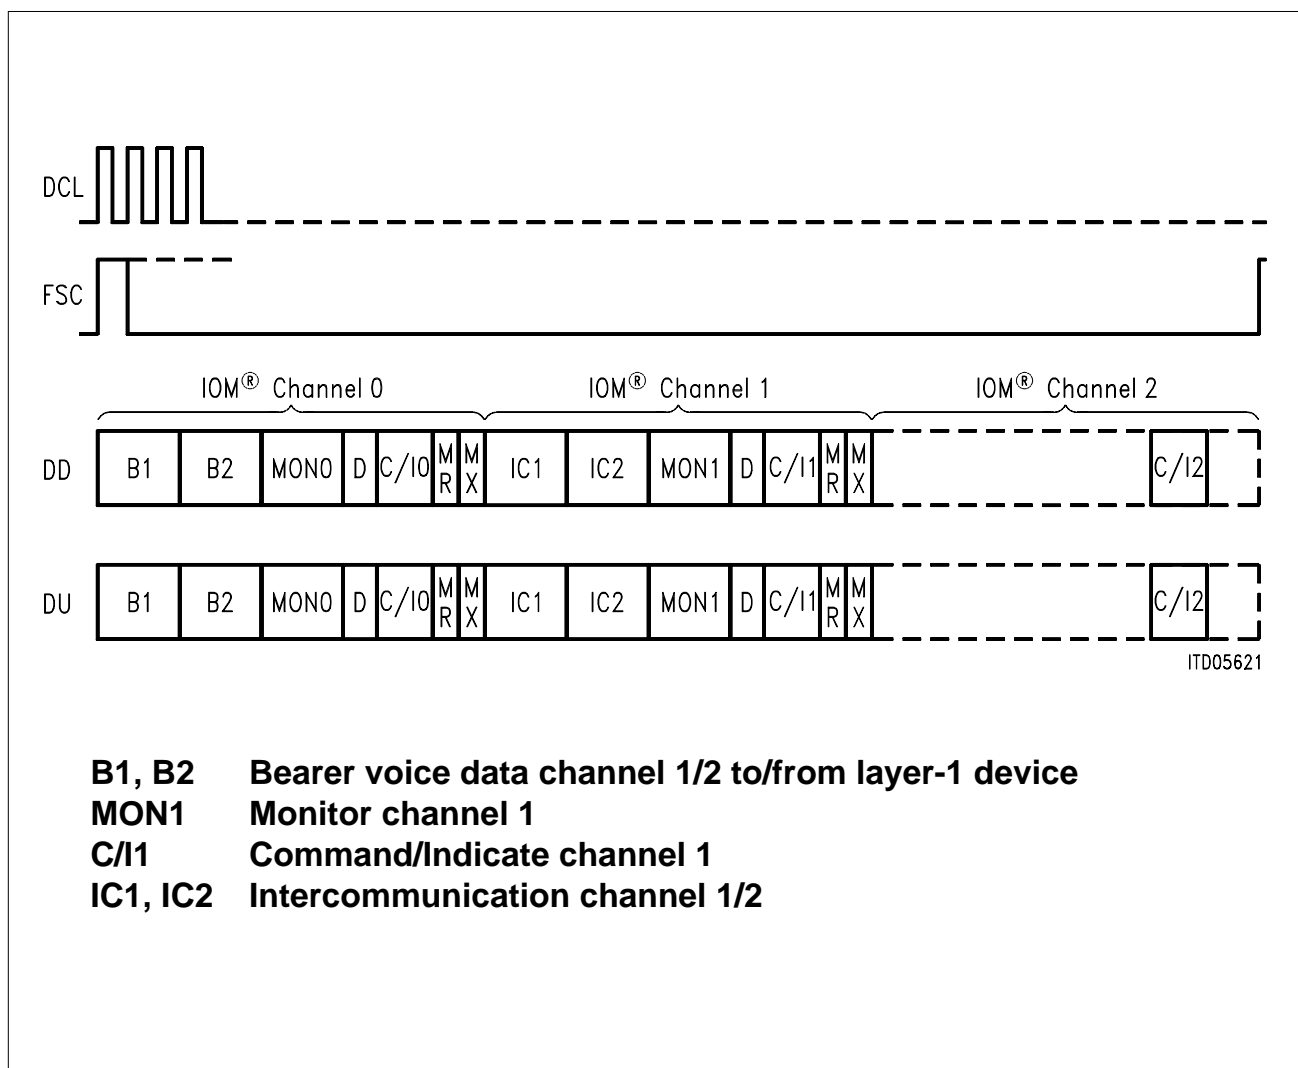 DCL
FSC
IOM® Channel 0 IOM® Channel 1 IOM® Channel 2
DD B1 B2 MON0 D C/I0 MR MX IC1 IC2 MON1 D C/I1 MR MX C/I2
DU B1 B2 MON0 D C/I0 MR MX IC1 IC2 MON1 D C/I1 MR MX C/I2
ITD05621
B1, B2 Bearer voice data channel 1/2 to/from layer-1 device
MON1 Monitor channel 1
C/I1 Command/Indicate channel 1
IC1, IC2 Intercommunication channel 1/2